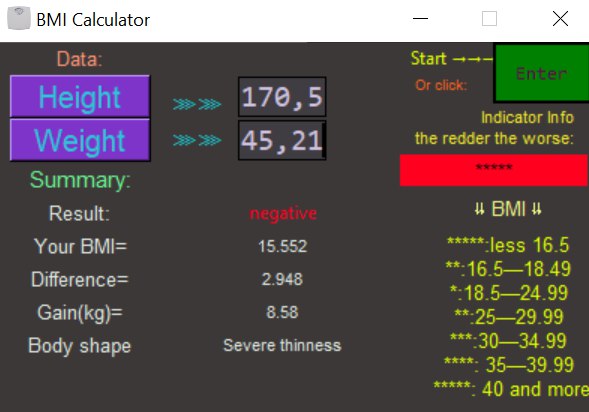 BMI Calculator
Data:
Start →→→
Enter
Or click:
Height ⋙⋙ 170,5
Weight ⋙⋙ 45,21
Indicator Info
the redder the worse:
*****
Summary:
Result: negative
Your BMI= 15.552
Difference= 2.948
Gain(kg)= 8.58
Body shape Severe thinness
⇊ BMI ⇊
*****:less 16.5
**:16.5—18.49
*:18.5—24.99
**:25—29.99
***:30—34.99
****: 35—39.99
*****: 40 and more